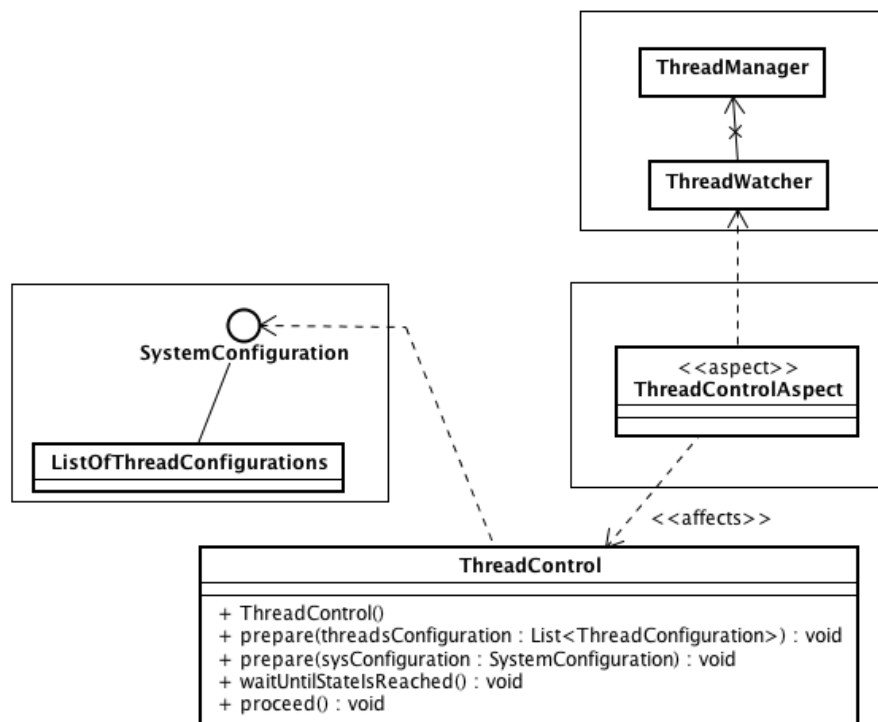 ThreadManager
ThreadWatcher
SystemConfiguration
<<aspect>>
ThreadControlAspect
ListOfThreadConfigurations
<<affects>>
ThreadControl
+ ThreadControl()
+ prepare(threadsConfiguration : List<ThreadConfiguration>) : void
+ prepare(sysConfiguration : SystemConfiguration) : void
+ waitUntilStateIsReached() : void
+ proceed() : void